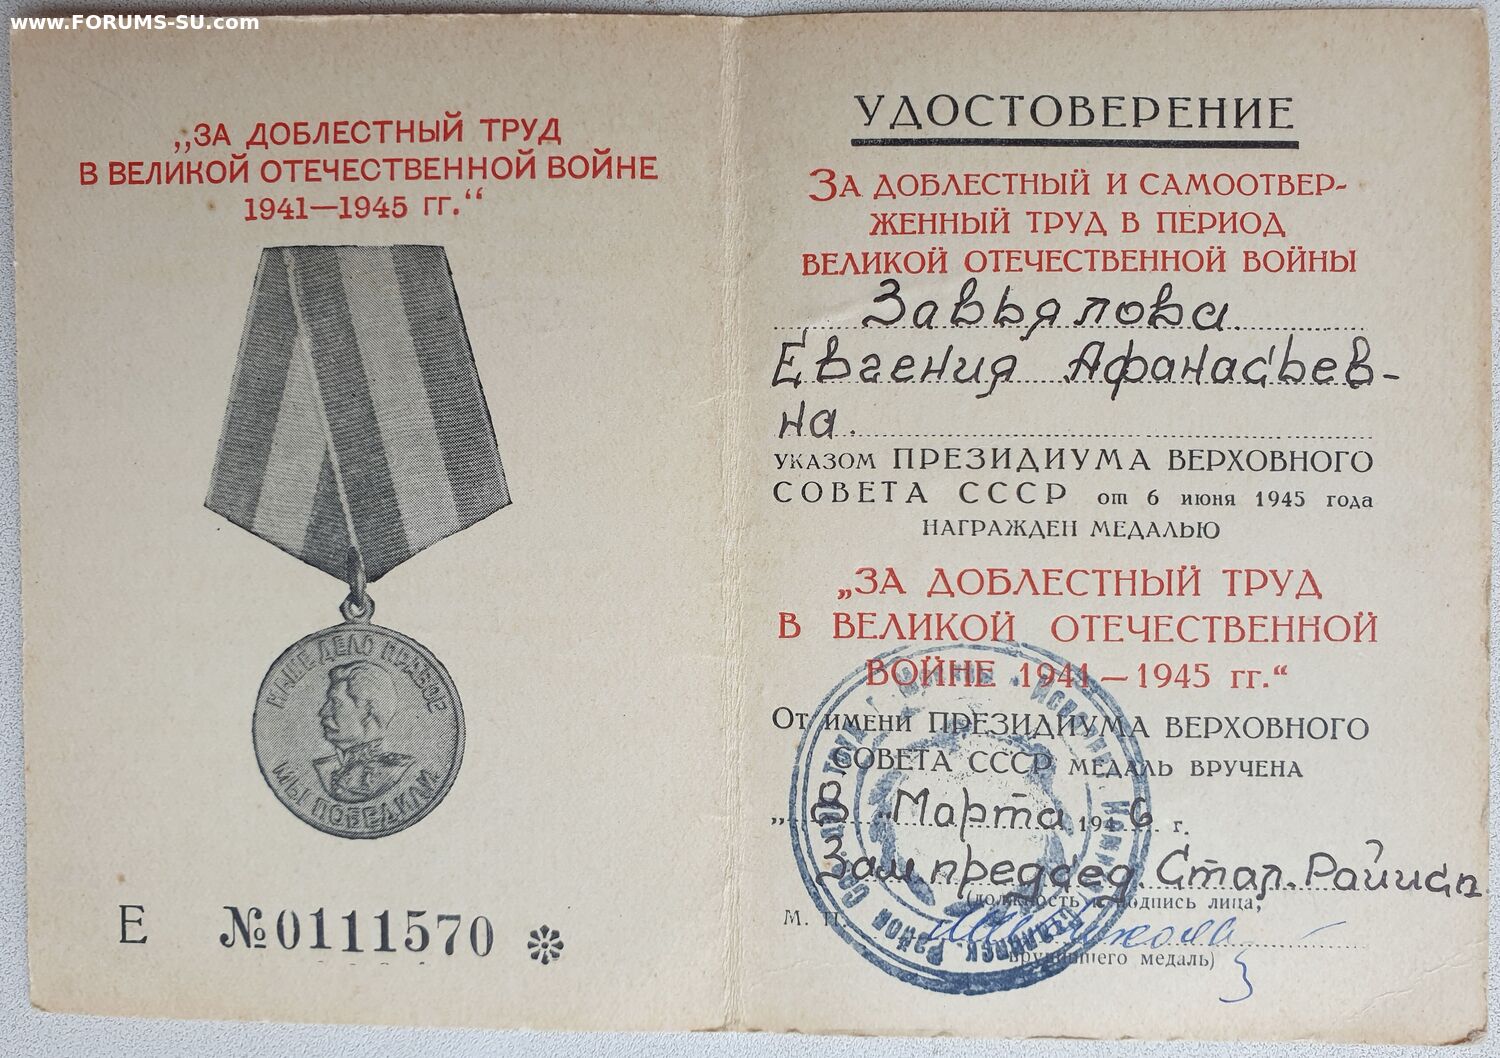 www.FORUMS-SU.com
„ЗА ДОБЛЕСТНЫЙ ТРУД
В ВЕЛИКОЙ ОТЕЧЕСТВЕННОЙ ВОЙНЕ
1941—1945 ГГ.“
НАШЕ ДЕЛО ПРАВОЕ
МЫ ПОБЕДИЛИ
Е №0111570
УДОСТОВЕРЕНИЕ
ЗА ДОБЛЕСТНЫЙ И САМООТВЕР-
ЖЕННЫЙ ТРУД В ПЕРИОД
ВЕЛИКОЙ ОТЕЧЕСТВЕННОЙ ВОЙНЫ
Завьялова
Евгения Афанасьев-
на.
УКАЗОМ ПРЕЗИДИУМА ВЕРХОВНОГО
СОВЕТА СССР от 6 июня 1945 года
НАГРАЖДЕН МЕДАЛЬЮ
„ЗА ДОБЛЕСТНЫЙ ТРУД
В ВЕЛИКОЙ ОТЕЧЕСТВЕННОЙ
ВОЙНЕ 1941—1945 гг.“
От имени ПРЕЗИДИУМА ВЕРХОВНОГО
СОВЕТА СССР МЕДАЛЬ ВРУЧЕНА
Марта 1946 г.
Зам. председ. Стал. Райисп.
(должность и подпись лица,
М. П.
вручившего медаль)